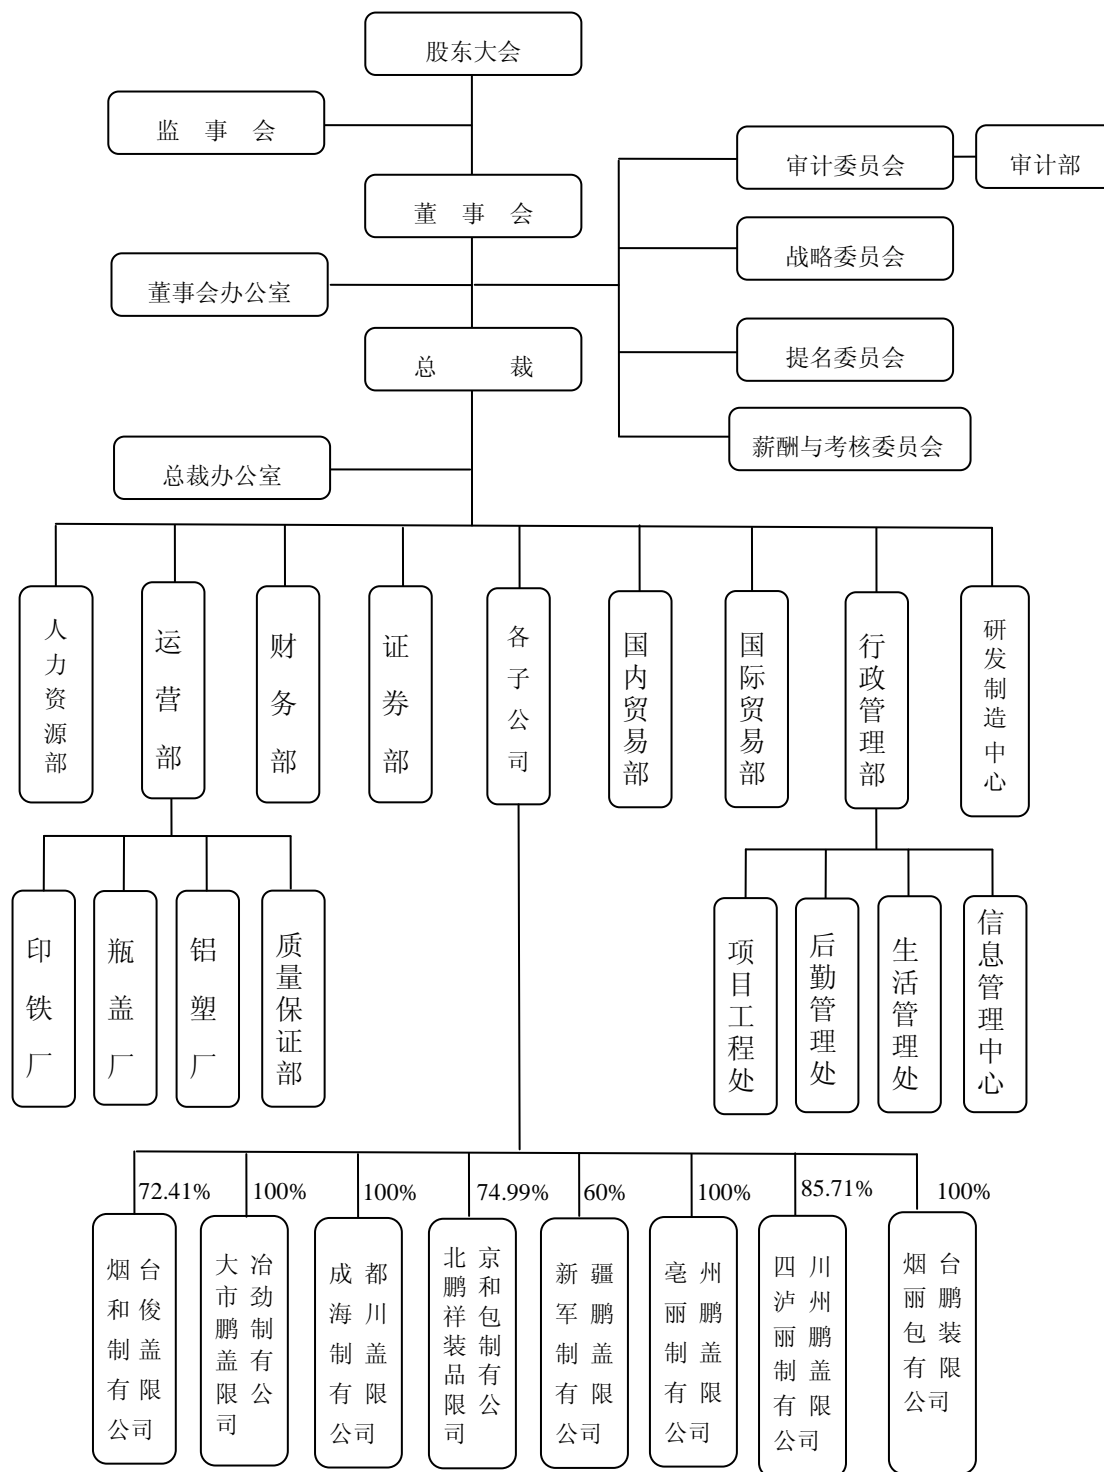 股东大会
监 事 会
审计委员会
审计部
董 事 会
战略委员会
董事会办公室
总 裁
提名委员会
薪酬与考核委员会
总裁办公室
人力资源部
运营部
财务部
证券部
各子公司
国内贸易部
国际贸易部
行政管理部
研发制造中心
印铁厂
瓶盖厂
铝塑厂
质量保证部
项目工程处
后勤管理处
生活管理处
信息管理中心
72.41%
100%
100%
74.99%
60%
100%
85.71%
100%
烟台
和俊
制盖
有限
公司
大冶
市劲
鹏制
盖有
限公
司
成都
海川
制盖
有限
公司
北京
鹏和
祥包
装制
品有
限公
司
新疆
军鹏
制盖
有限
公司
亳州
丽鹏
制盖
有限
公司
四川
泸州
丽鹏
制盖
有限
公司
烟台
丽鹏
包装
有限
公司